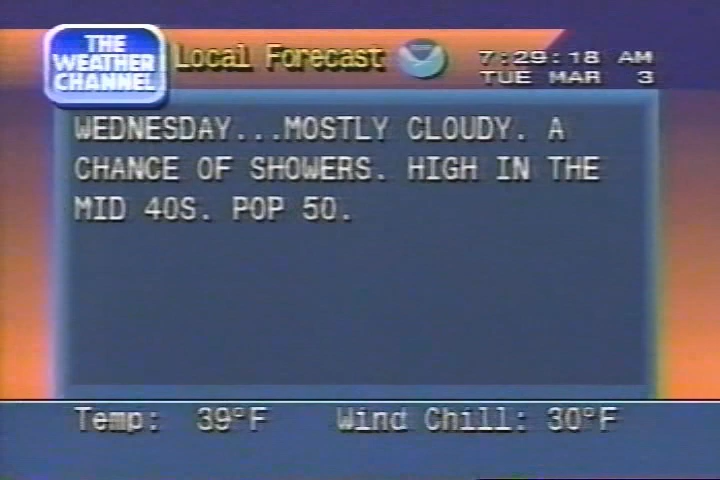 THE
WEATHER
CHANNEL
Local Forecast
7:29:18 AM
TUE MAR 3
WEDNESDAY...MOSTLY CLOUDY. A
CHANCE OF SHOWERS. HIGH IN THE
MID 40S. POP 50.
Temp: 39°F Wind Chill: 30°F